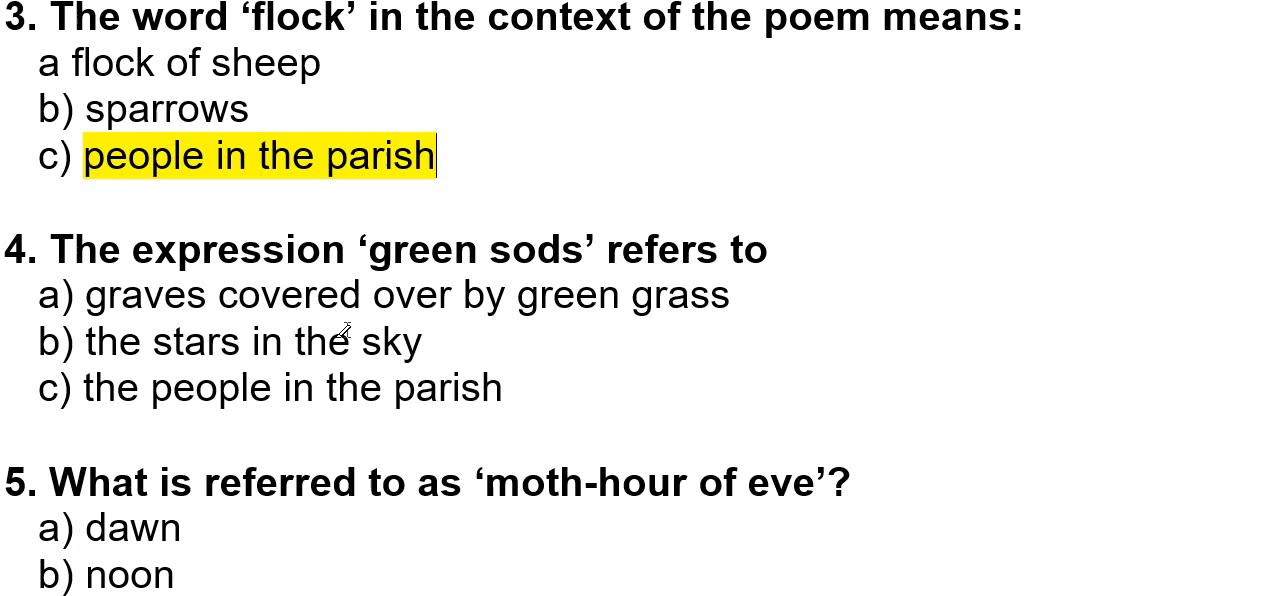 3. The word ‘flock’ in the context of the poem means:
a flock of sheep
b) sparrows
c) people in the parish
4. The expression ‘green sods’ refers to
a) graves covered over by green grass
b) the stars in the sky
c) the people in the parish
5. What is referred to as ‘moth-hour of eve’?
a) dawn
b) noon